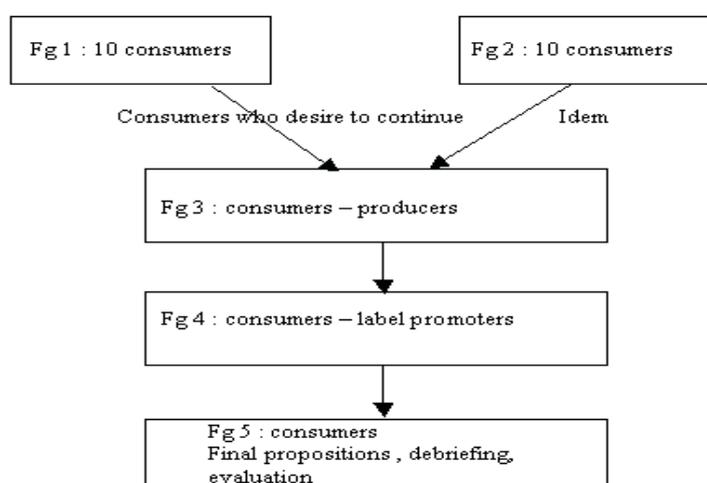 Fg 1 : 10 consumers
Fg 2 : 10 consumers
Consumers who desire to continue
Idem
Fg 3 : consumers – producers
Fg 4 : consumers – label promoters
Fg 5 : consumers
Final propositions , debriefing,
evaluation